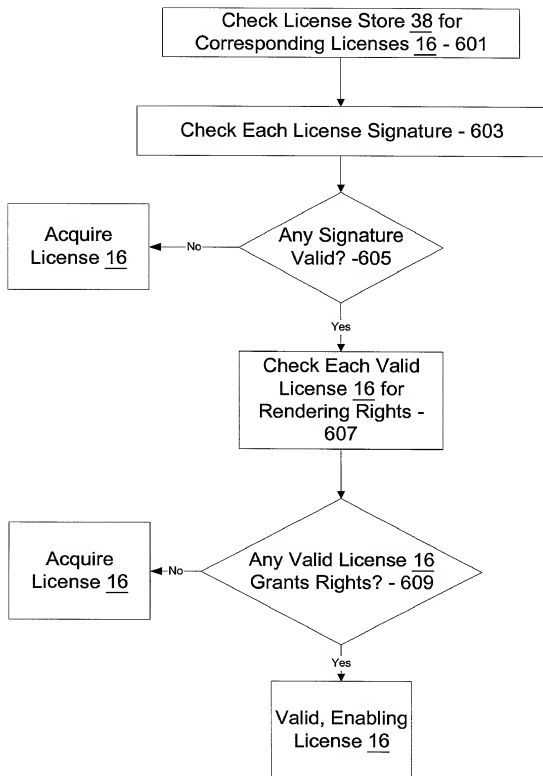 Check License Store 38 for
Corresponding Licenses 16 - 601
Check Each License Signature - 603
Any Signature
Valid? -605
No
Acquire
License 16
Yes
Check Each Valid
License 16 for
Rendering Rights -
607
Any Valid License 16
Grants Rights? - 609
No
Acquire
License 16
Yes
Valid, Enabling
License 16